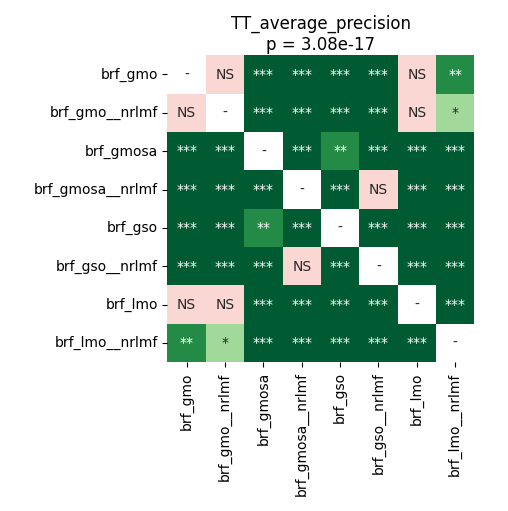 TT_average_precision
p = 3.08e-17
brf_gmo - NS *** *** *** *** NS **
brf_gmo__nrlmf NS - *** *** *** *** NS *
brf_gmosa *** *** - *** ** *** *** ***
brf_gmosa__nrlmf *** *** *** - *** NS *** ***
brf_gso *** *** ** *** - *** *** ***
brf_gso__nrlmf *** *** *** NS *** - *** ***
brf_lmo NS NS *** *** *** *** - ***
brf_lmo__nrlmf ** * *** *** *** *** *** -
brf_gmo
brf_gmo__nrlmf
brf_gmosa
brf_gmosa__nrlmf
brf_gso
brf_gso__nrlmf
brf_lmo
brf_lmo__nrlmf